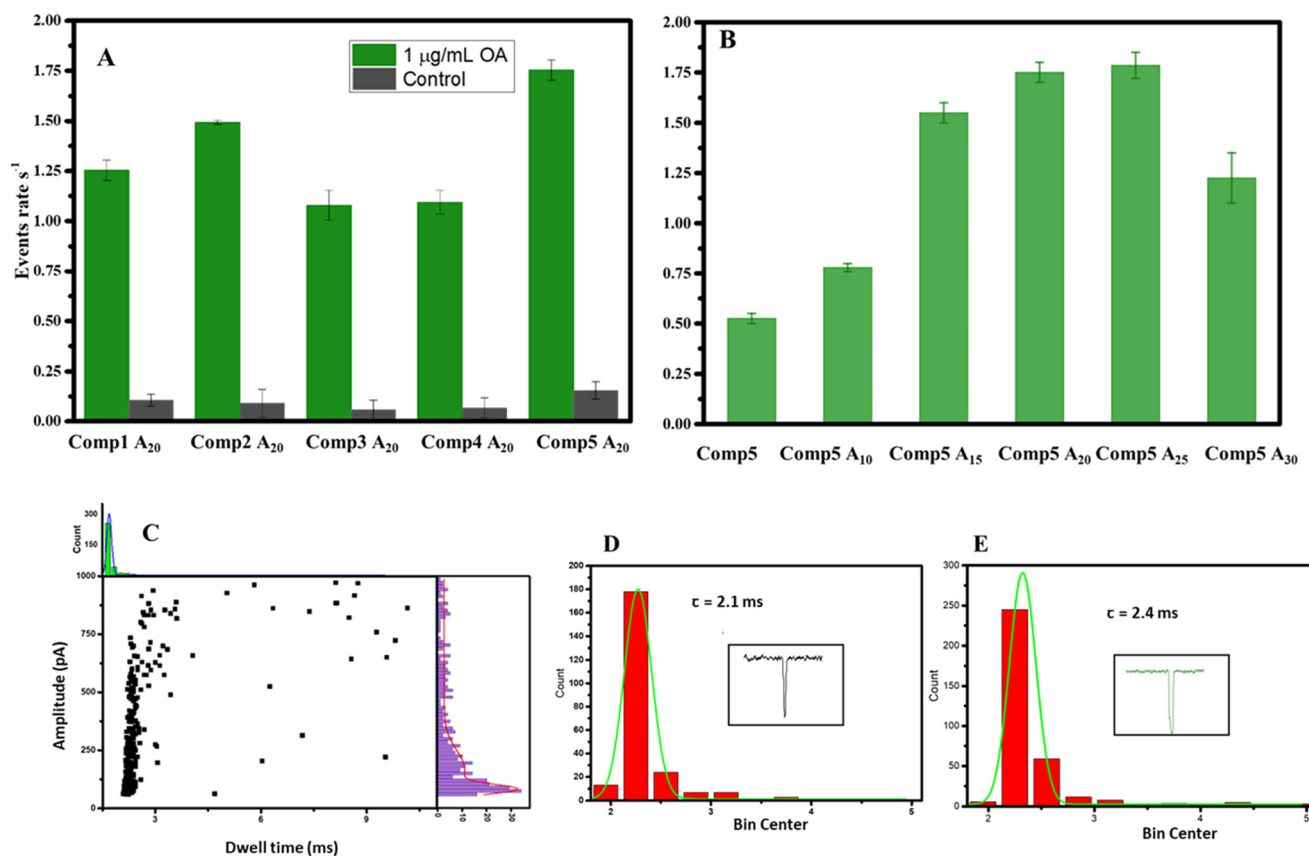 A
1 μg/mL OA
Control
Events rate s⁻¹
2.00
1.75
1.50
1.25
1.00
0.75
0.50
0.25
0.00
Comp1 A₂₀ Comp2 A₂₀ Comp3 A₂₀ Comp4 A₂₀ Comp5 A₂₀
B
2.00
1.75
1.50
1.25
1.00
0.75
0.50
0.25
0.00
Comp5 Comp5 A₁₀ Comp5 A₁₅ Comp5 A₂₀ Comp5 A₂₅ Comp5 A₃₀
C
Count
300
150
Amplitude (pA)
1000
750
500
250
0
3 6 9
0 10 20 30
Dwell time (ms)
D
τ = 2.1 ms
Count
200
180
160
140
120
100
80
60
40
20
0
2 3 4 5
Bin Center
E
τ = 2.4 ms
Count
300
250
200
150
100
50
0
2 3 4 5
Bin Center